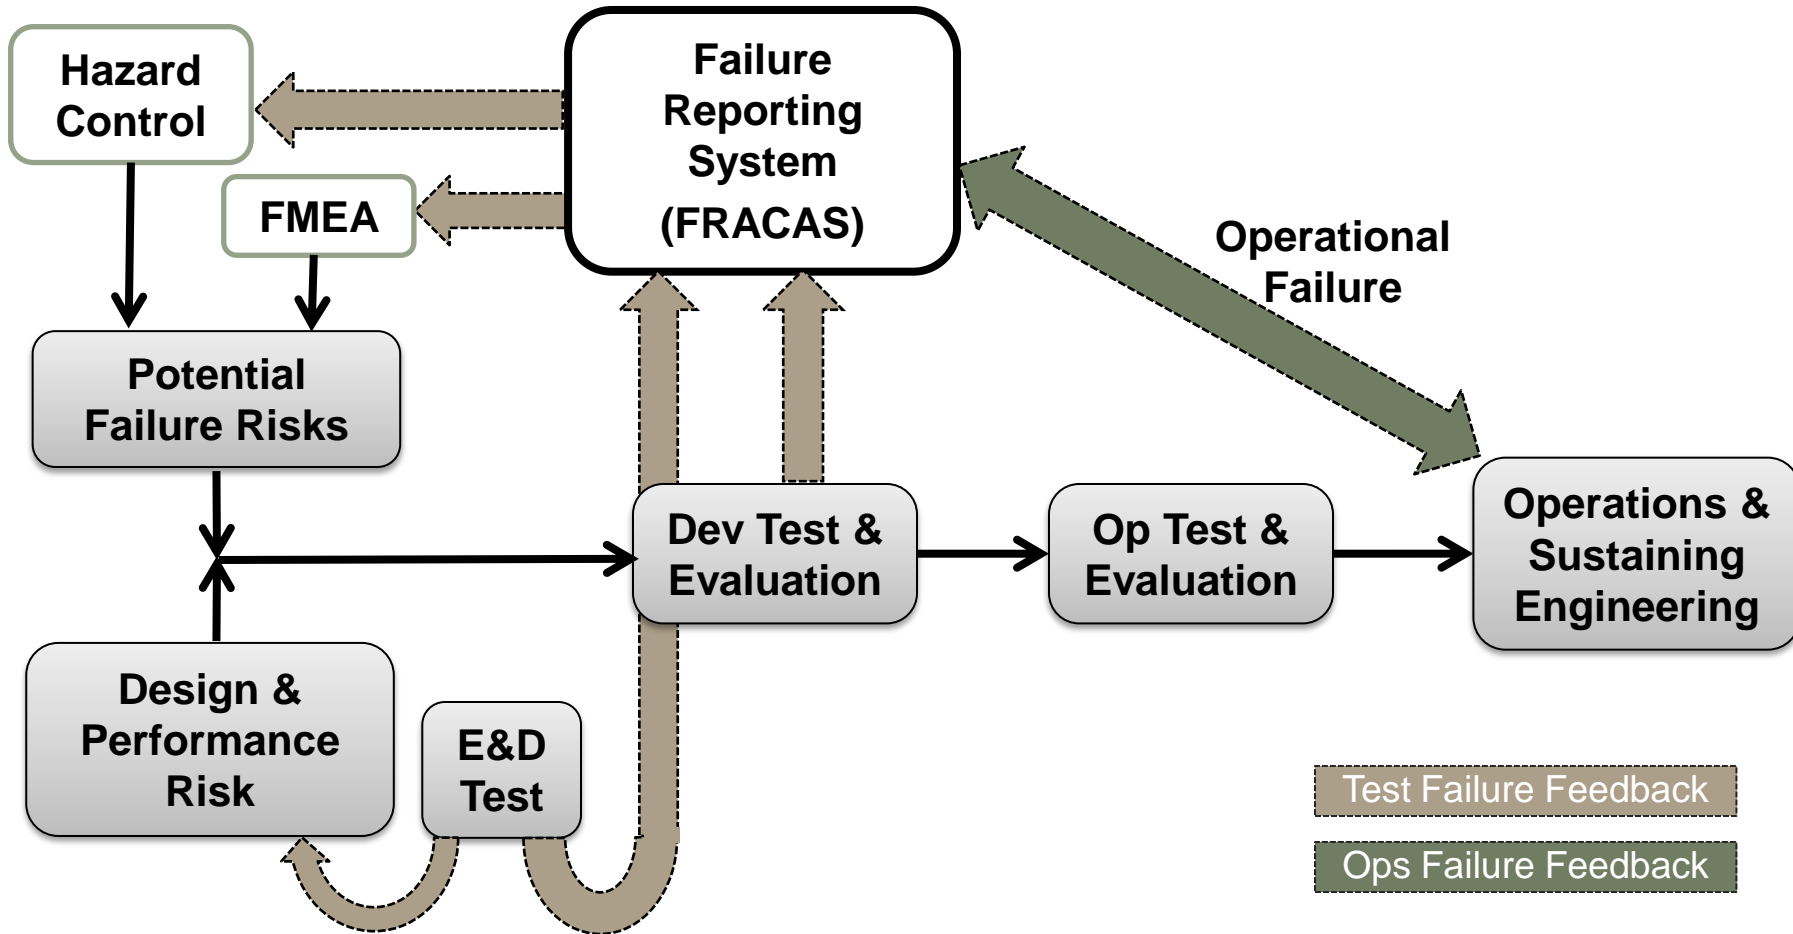 Hazard
Control
Failure
Reporting
System
(FRACAS)
FMEA
Operational
Failure
Potential
Failure Risks
Dev Test &
Evaluation
Op Test &
Evaluation
Operations &
Sustaining
Engineering
Design &
Performance
Risk
E&D
Test
Test Failure Feedback
Ops Failure Feedback